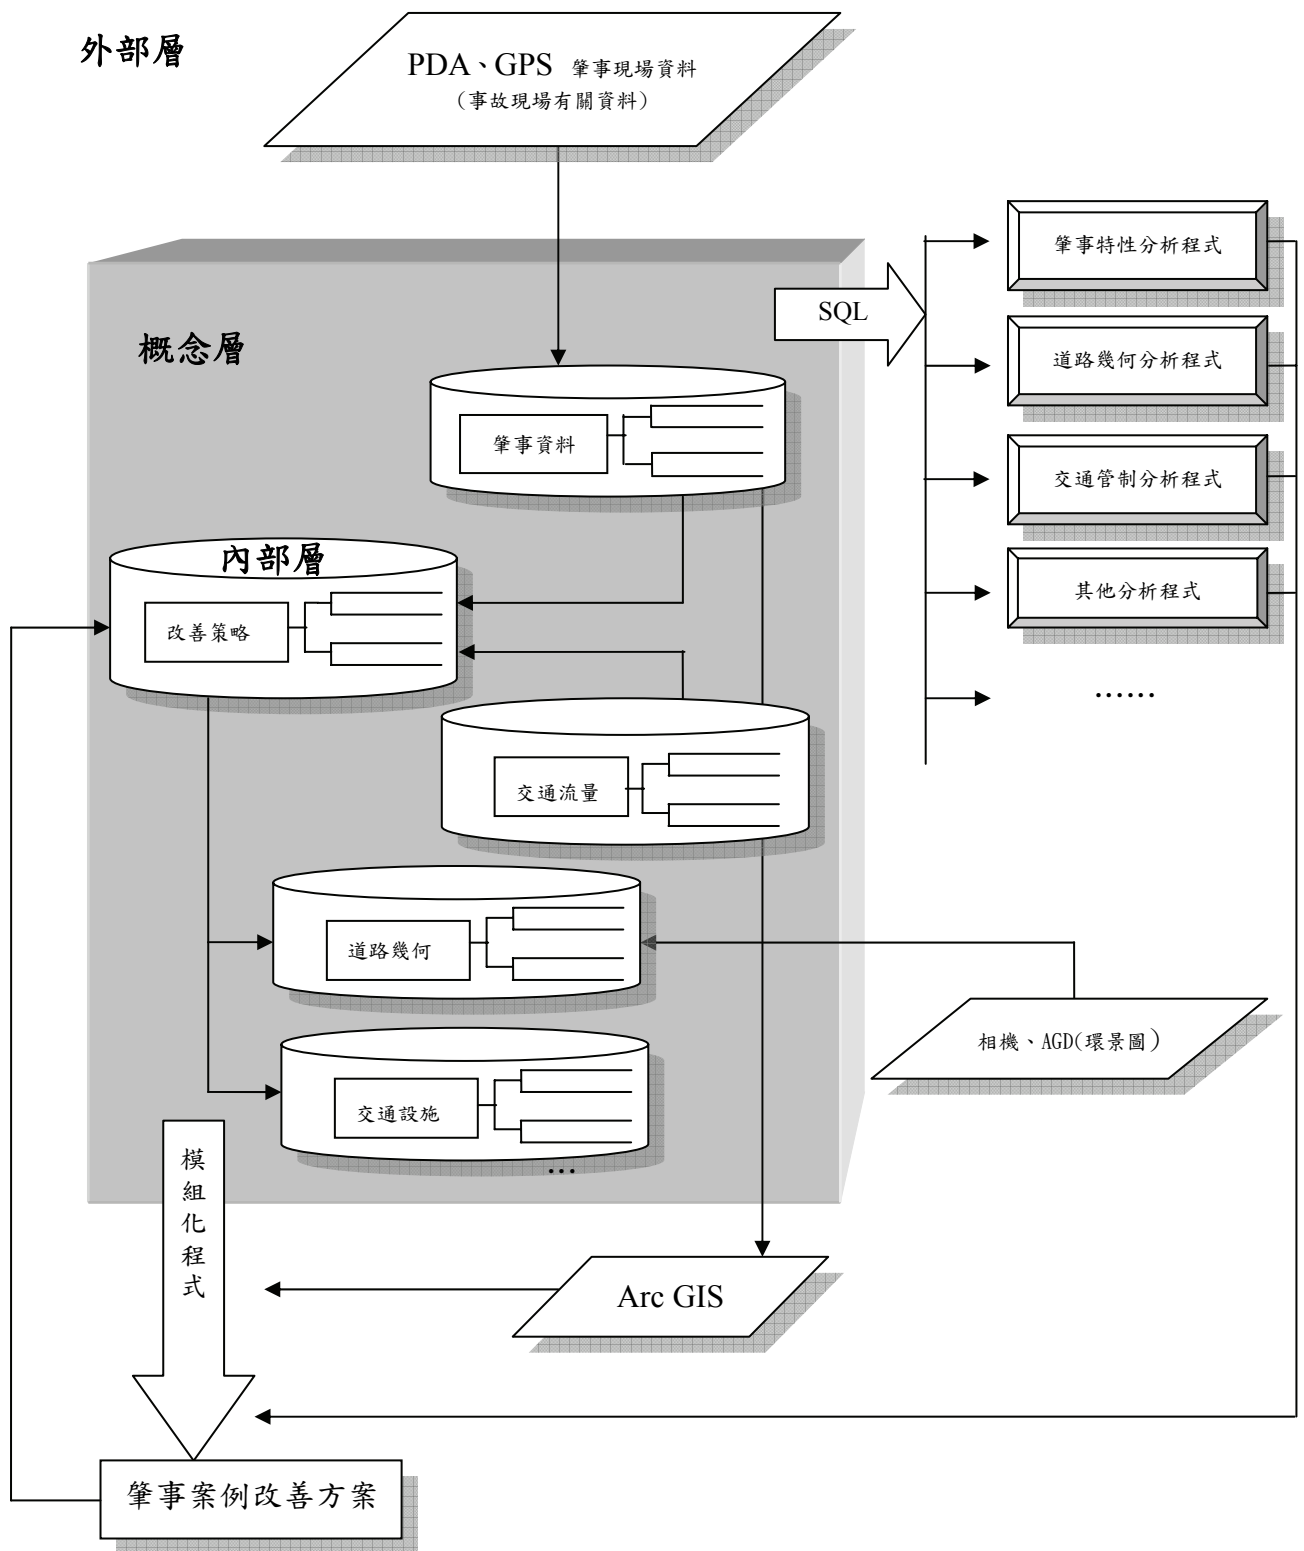 外部層
PDA、GPS 肇事現場資料
(事故現場有關資料)
肇事特性分析程式
SQL
概念層
道路幾何分析程式
肇事資料
交通管制分析程式
內部層
其他分析程式
改善策略
......
交通流量
道路幾何
相機、AGD(環景圖)
交通設施
...
模組化程式
Arc GIS
肇事案例改善方案